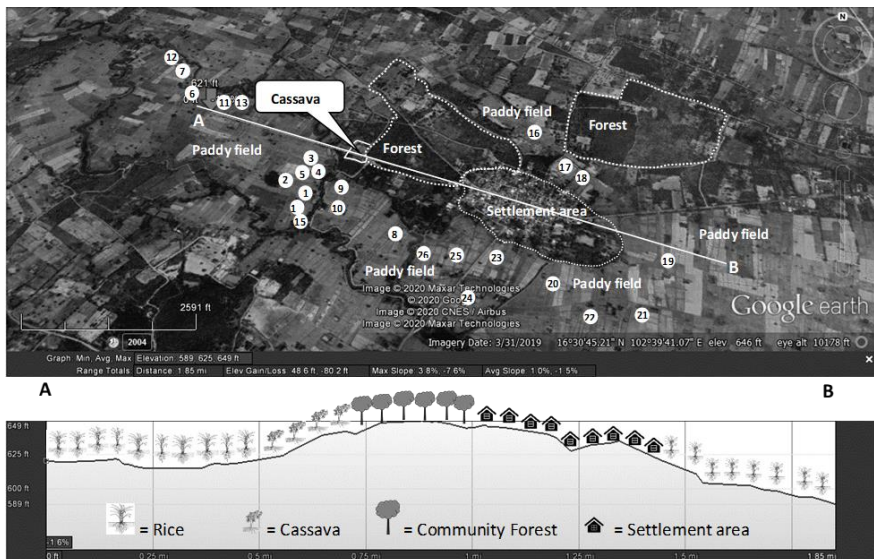 N
12
7
621 ft
6
11
13
Cassava
A
Paddy field
16
Forest
Paddy field
Forest
3
17
5
4
18
2
9
1
1
10
15
Settlement area
8
Paddy field
26
25
23
19
B
Paddy field
20
Paddy field
Image © 2020 Maxar Technologies
© 2020 Goo
24
Image © 2020 CNES / Airbus
Image © 2020 Maxar Technologies
2591 ft
22
21
Google earth
2004
Imagery Date: 3/31/2019 16°30'45.21" N 102°39'41.07" E elev 646 ft eye alt 10178 ft
Graph: Min, Avg, Max Elevation: 589, 625, 649 ft
Range Totals: Distance: 1.85 mi Elev Gain/Loss: 48.6 ft, -80.2 ft Max Slope: 3.8%, -7.6% Avg Slope: 1.0%, -1.5%
A
B
649 ft
625 ft
600 ft
589 ft
= Rice = Cassava = Community Forest = Settlement area
-1.6%
0 ft 0.25 mi 0.5 mi 0.75 mi 1 mi 1.25 mi 1.5 mi 1.85 mi